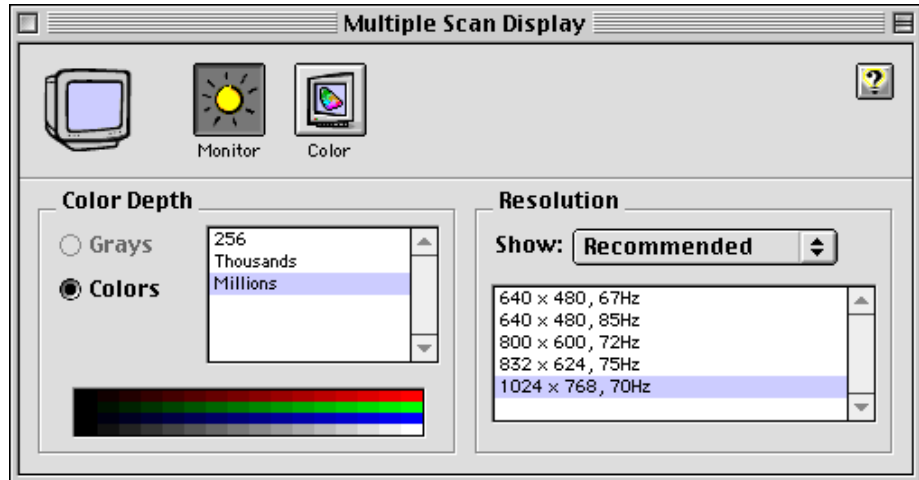 Multiple Scan Display
?
Monitor
Color
Color Depth
Grays
Colors
256
Thousands
Millions
Resolution
Show: Recommended
640 x 480, 67Hz
640 x 480, 85Hz
800 x 600, 72Hz
832 x 624, 75Hz
1024 x 768, 70Hz